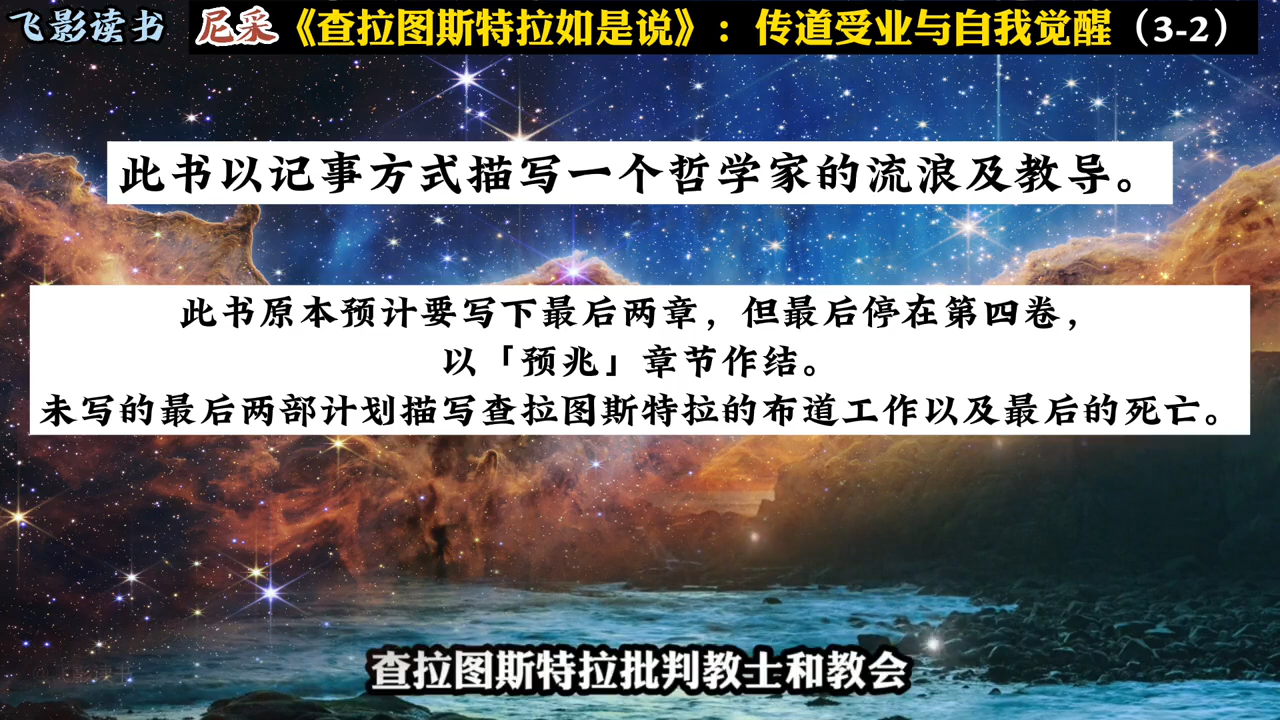 飞影读书 尼采《查拉图斯特拉如是说》：传道受业与自我觉醒（3-2）
此书以记事方式描写一个哲学家的流浪及教导。
此书原本预计要写下最后两章，但最后停在第四卷，
以「预兆」章节作结。
未写的最后两部计划描写查拉图斯特拉的布道工作以及最后的死亡。
查拉图斯特拉批判教士和教会